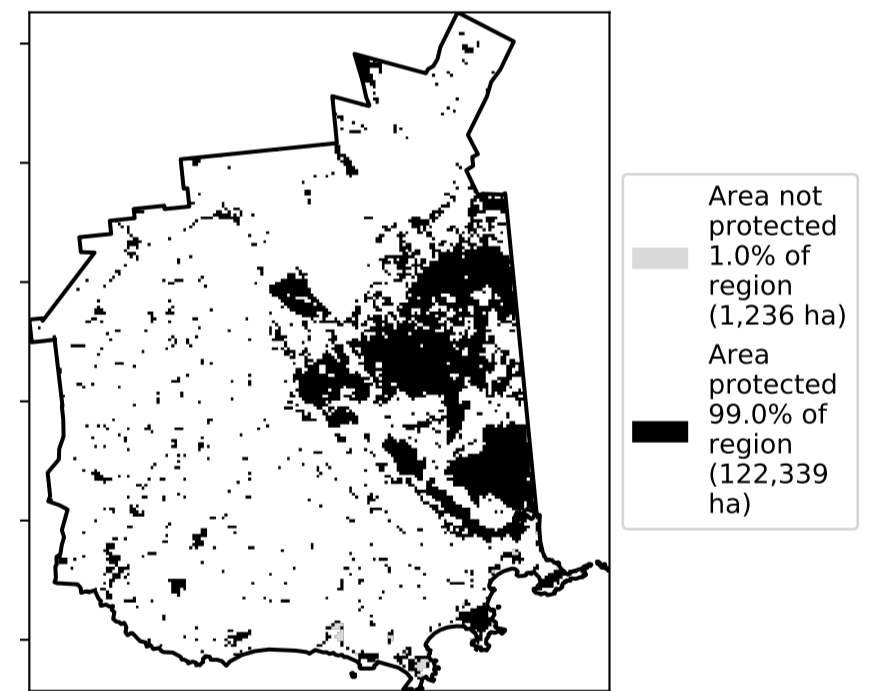 Area not
protected
1.0% of
region
(1,236 ha)
Area
protected
99.0% of
region
(122,339
ha)